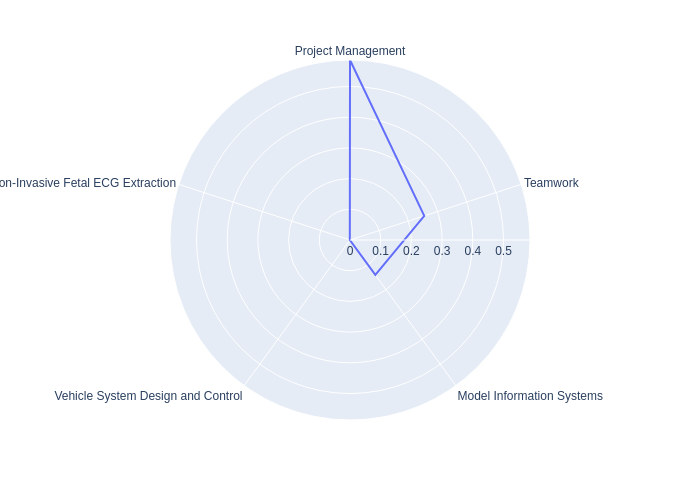 Project Management
on-Invasive Fetal ECG Extraction
Teamwork
0 0.1 0.2 0.3 0.4 0.5
Vehicle System Design and Control
Model Information Systems